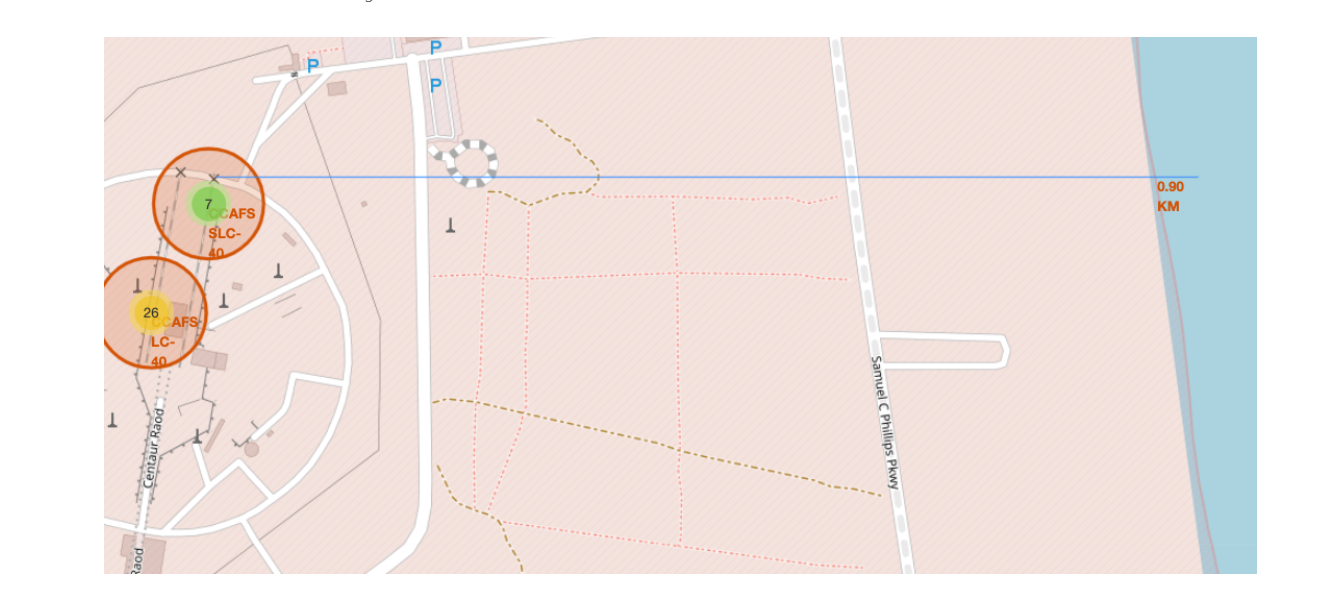 P
P
P
7
CCAFS
SLC-
40
0.90
KM
26
CCAFS
LC-
40
Samuel C Phillips Pkwy
Centaur Raod
Raod